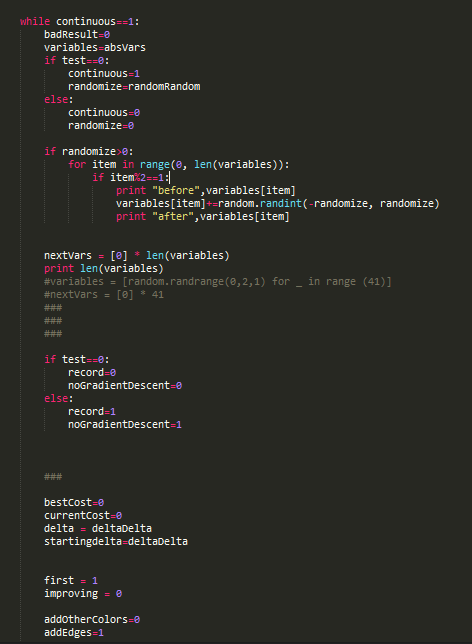 while continuous==1:
badResult=0
variables=absVars
if test==0:
continuous=1
randomize=randomRandom
else:
continuous=0
randomize=0
if randomize>0:
for item in range(0, len(variables)):
if item%2==1:
print "before",variables[item]
variables[item]+=random.randint(-randomize, randomize)
print "after",variables[item]
nextVars = [0] * len(variables)
print len(variables)
#variables = [random.randrange(0,2,1) for _ in range (41)]
#nextVars = [0] * 41
###
###
###
if test==0:
record=0
noGradientDescent=0
else:
record=1
noGradientDescent=1
###
bestCost=0
currentCost=0
delta = deltaDelta
startingdelta=deltaDelta
first = 1
improving = 0
addOtherColors=0
addEdges=1